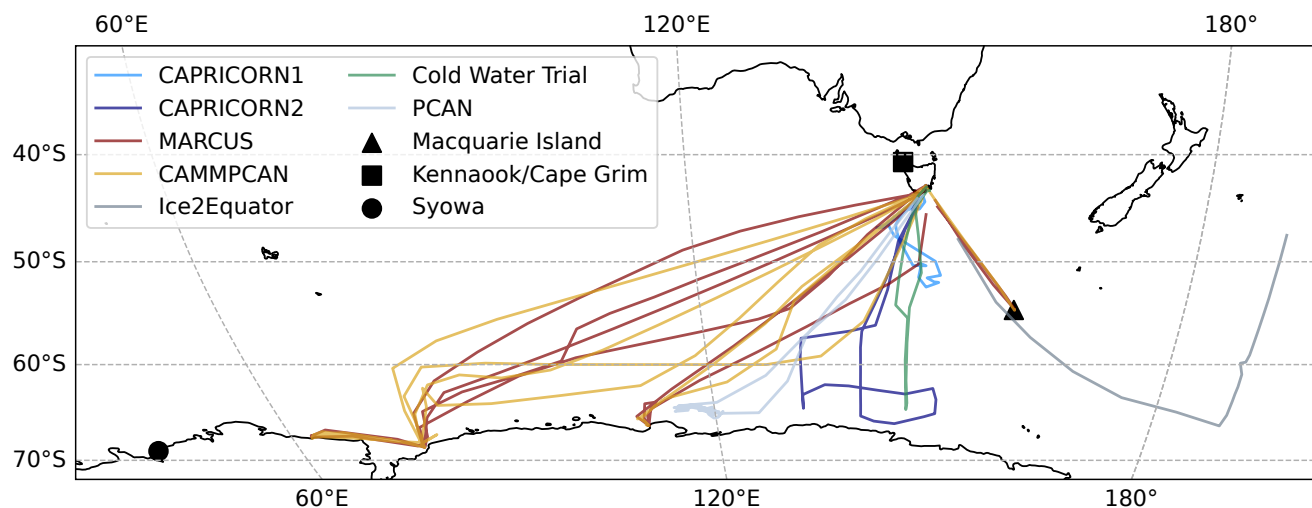 60°E 120°E 180°
CAPRICORN1 Cold Water Trial
CAPRICORN2 PCAN
MARCUS Macquarie Island
CAMMPCAN Kennaook/Cape Grim
Ice2Equator Syowa
40°S
50°S
60°S
70°S
60°E 120°E 180°